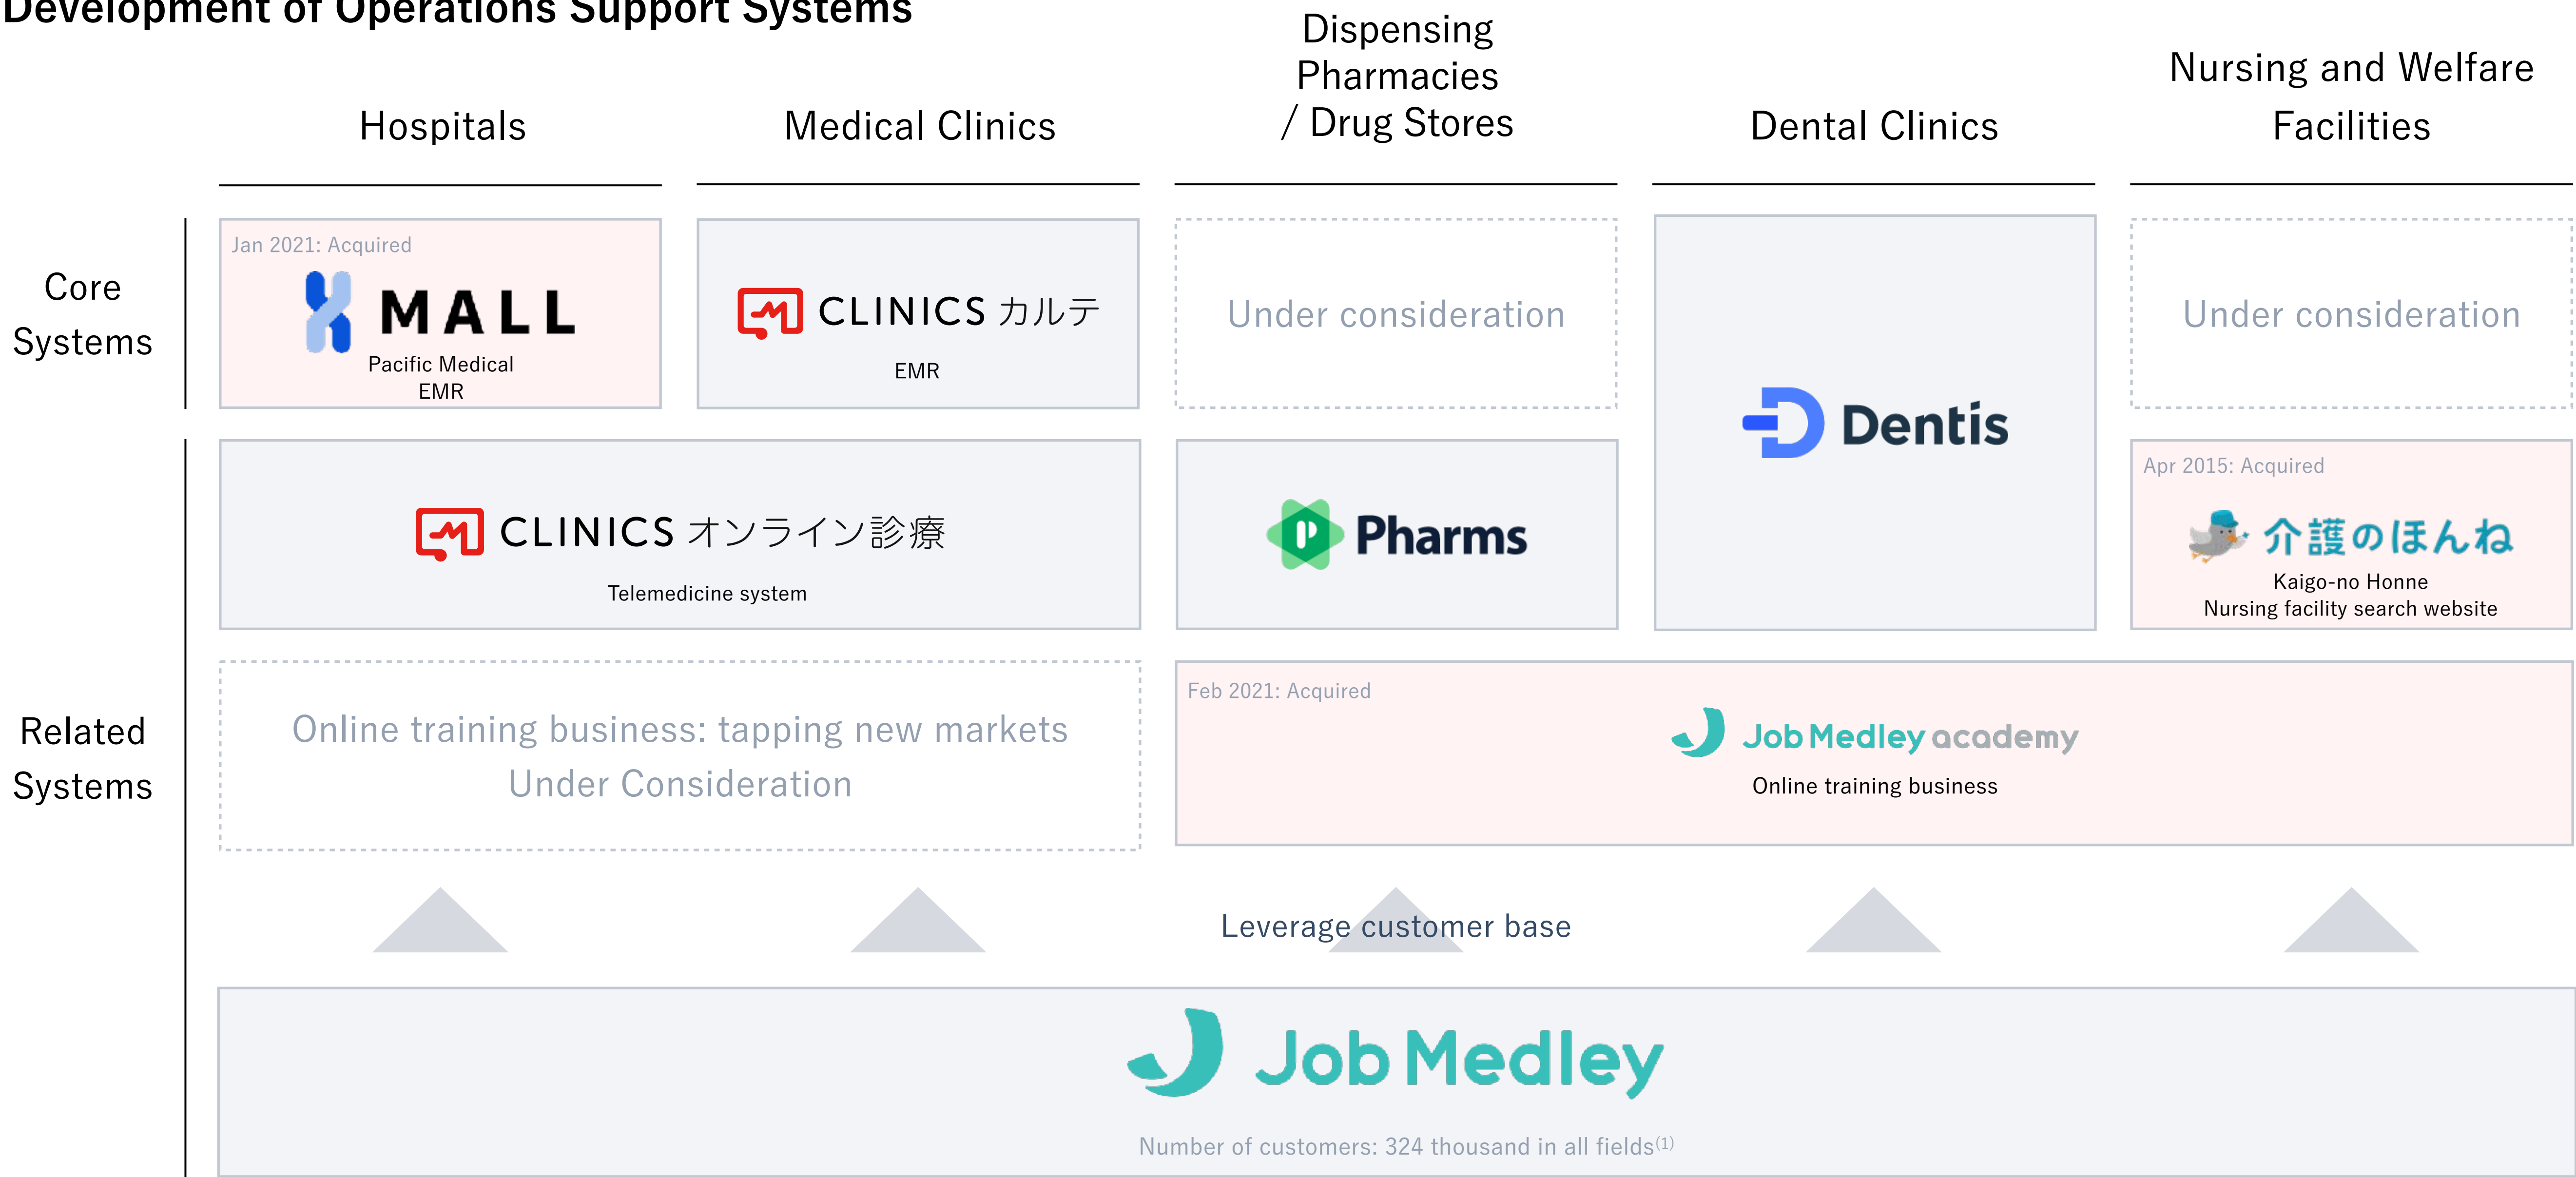 Development of Operations Support Systems
Hospitals
Medical Clinics
Dispensing
Pharmacies
/ Drug Stores
Dental Clinics
Nursing and Welfare
Facilities
Core
Systems
Jan 2021: Acquired
MALL
Pacific Medical
EMR
CLINICS カルテ
EMR
Under consideration
Dentis
Under consideration
Related
Systems
CLINICS オンライン診療
Telemedicine system
Pharms
Apr 2015: Acquired
介護のほんね
Kaigo-no Honne
Nursing facility search website
Online training business: tapping new markets
Under Consideration
Feb 2021: Acquired
Job Medley academy
Online training business
Leverage customer base
Job Medley
Number of customers: 324 thousand in all fields(1)